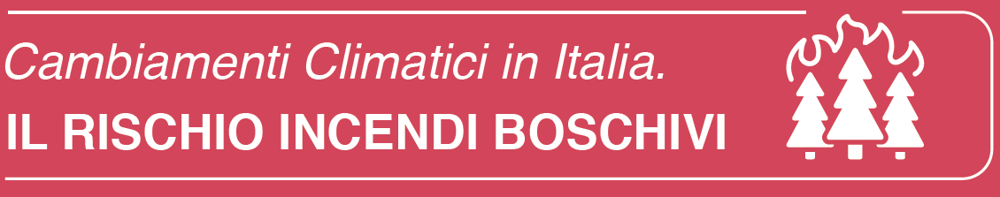 Cambiamenti Climatici in Italia.
IL RISCHIO INCENDI BOSCHIVI